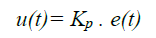 u(t)= Kₚ . e(t)